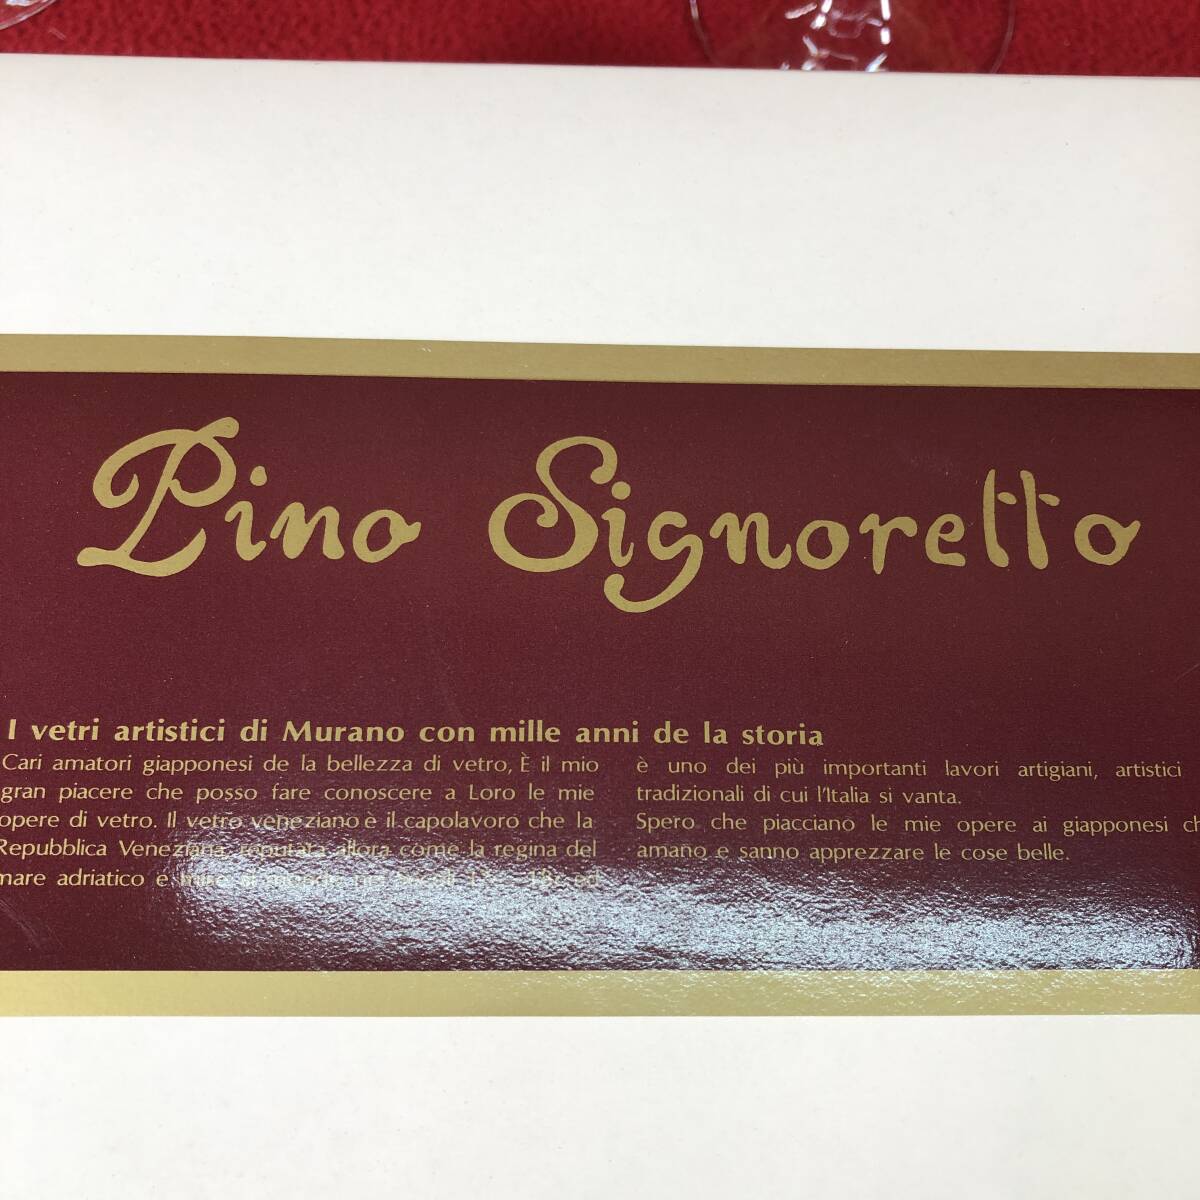 Pino Signoretto
I vetri artistici di Murano con mille anni de la storia
Cari amatori giapponesi de la bellezza di vetro, È il mio
gran piacere che posso fare conoscere a Loro le mie
opere di vetro. Il vetro veneziano è il capolavoro che la
Repubblica Veneziana, reputata allora come la regina del
mare adriatico e
è uno dei più importanti lavori artigiani, artistici
tradizionali di cui l'Italia si vanta.
Spero che piacciano le mie opere ai giapponesi
amano e sanno apprezzare le cose belle.